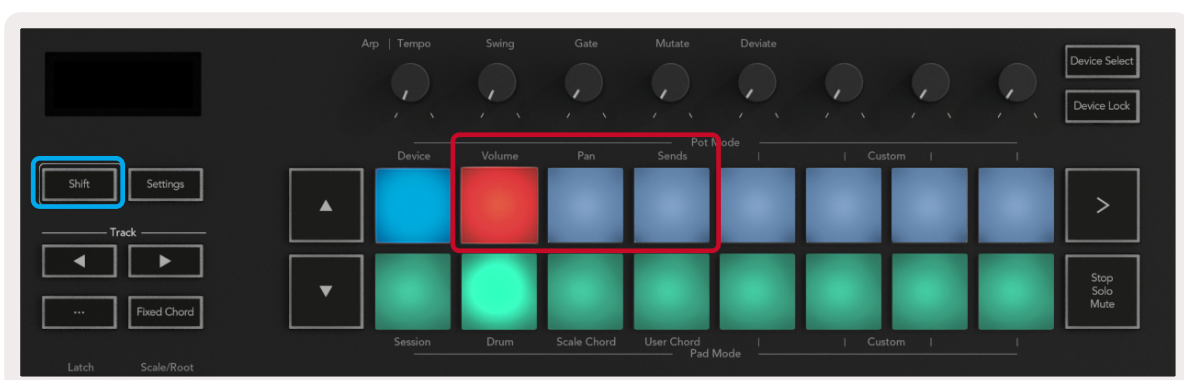 Arp | Tempo Swing Gate Mutate Deviate
Device Select
Device Lock
Pot Mode
Device Volume Pan Sends | | Custom | |
Shift Settings
Track
... Fixed Chord
Stop
Solo
Mute
Session Drum Scale Chord User Chord | | Custom | |
Pad Mode
Latch Scale/Root